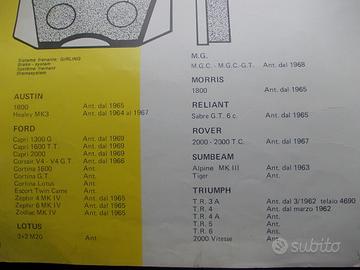 Sistema frenante: GIRLING
Brake - system
Système freinant
Bremssystem
AUSTIN
1800 Ant. dal 1965
Healey MK3 Ant. dal 1964 al 1967
FORD
Capri 1300 G Ant. dal 1969
Capri 1600 T.T. Ant. dal 1969
Capri 2000 Ant. dal 1969
Corsair V4 - V4 G.T. Ant. dal 1966
Cortina 1600 Ant.
Cortina G.T. Ant.
Cortina Lotus Ant.
Escort Twin Came Ant.
Zephir 4 MK IV Ant. dal 1965
Zephir 6 MK IV Ant. dal 1965
Zodiac MK IV Ant. dal 1965
LOTUS
2+2 M20 Ant.
M.G.
M.G.C. - M.G.C.-G.T. Ant. dal 1968
MORRIS
1800 Ant. dal 1965
RELIANT
Sabre G.T. 6 c. Ant. dal 1965
ROVER
2000 - 2000 T.C. Ant. dal 1967
SUMBEAM
Alpine MK III Ant. dal 1963
Tiger Ant.
TRIUMPH
T.R. 3 A Ant. dal 3/1962 telaio 4690
T.R. 4 Ant. dal marzo 1962
T.R. 4 A Ant.
T.R. 5 Ant.
T.R. 6 Ant.
2000 Vitesse Ant.
subito